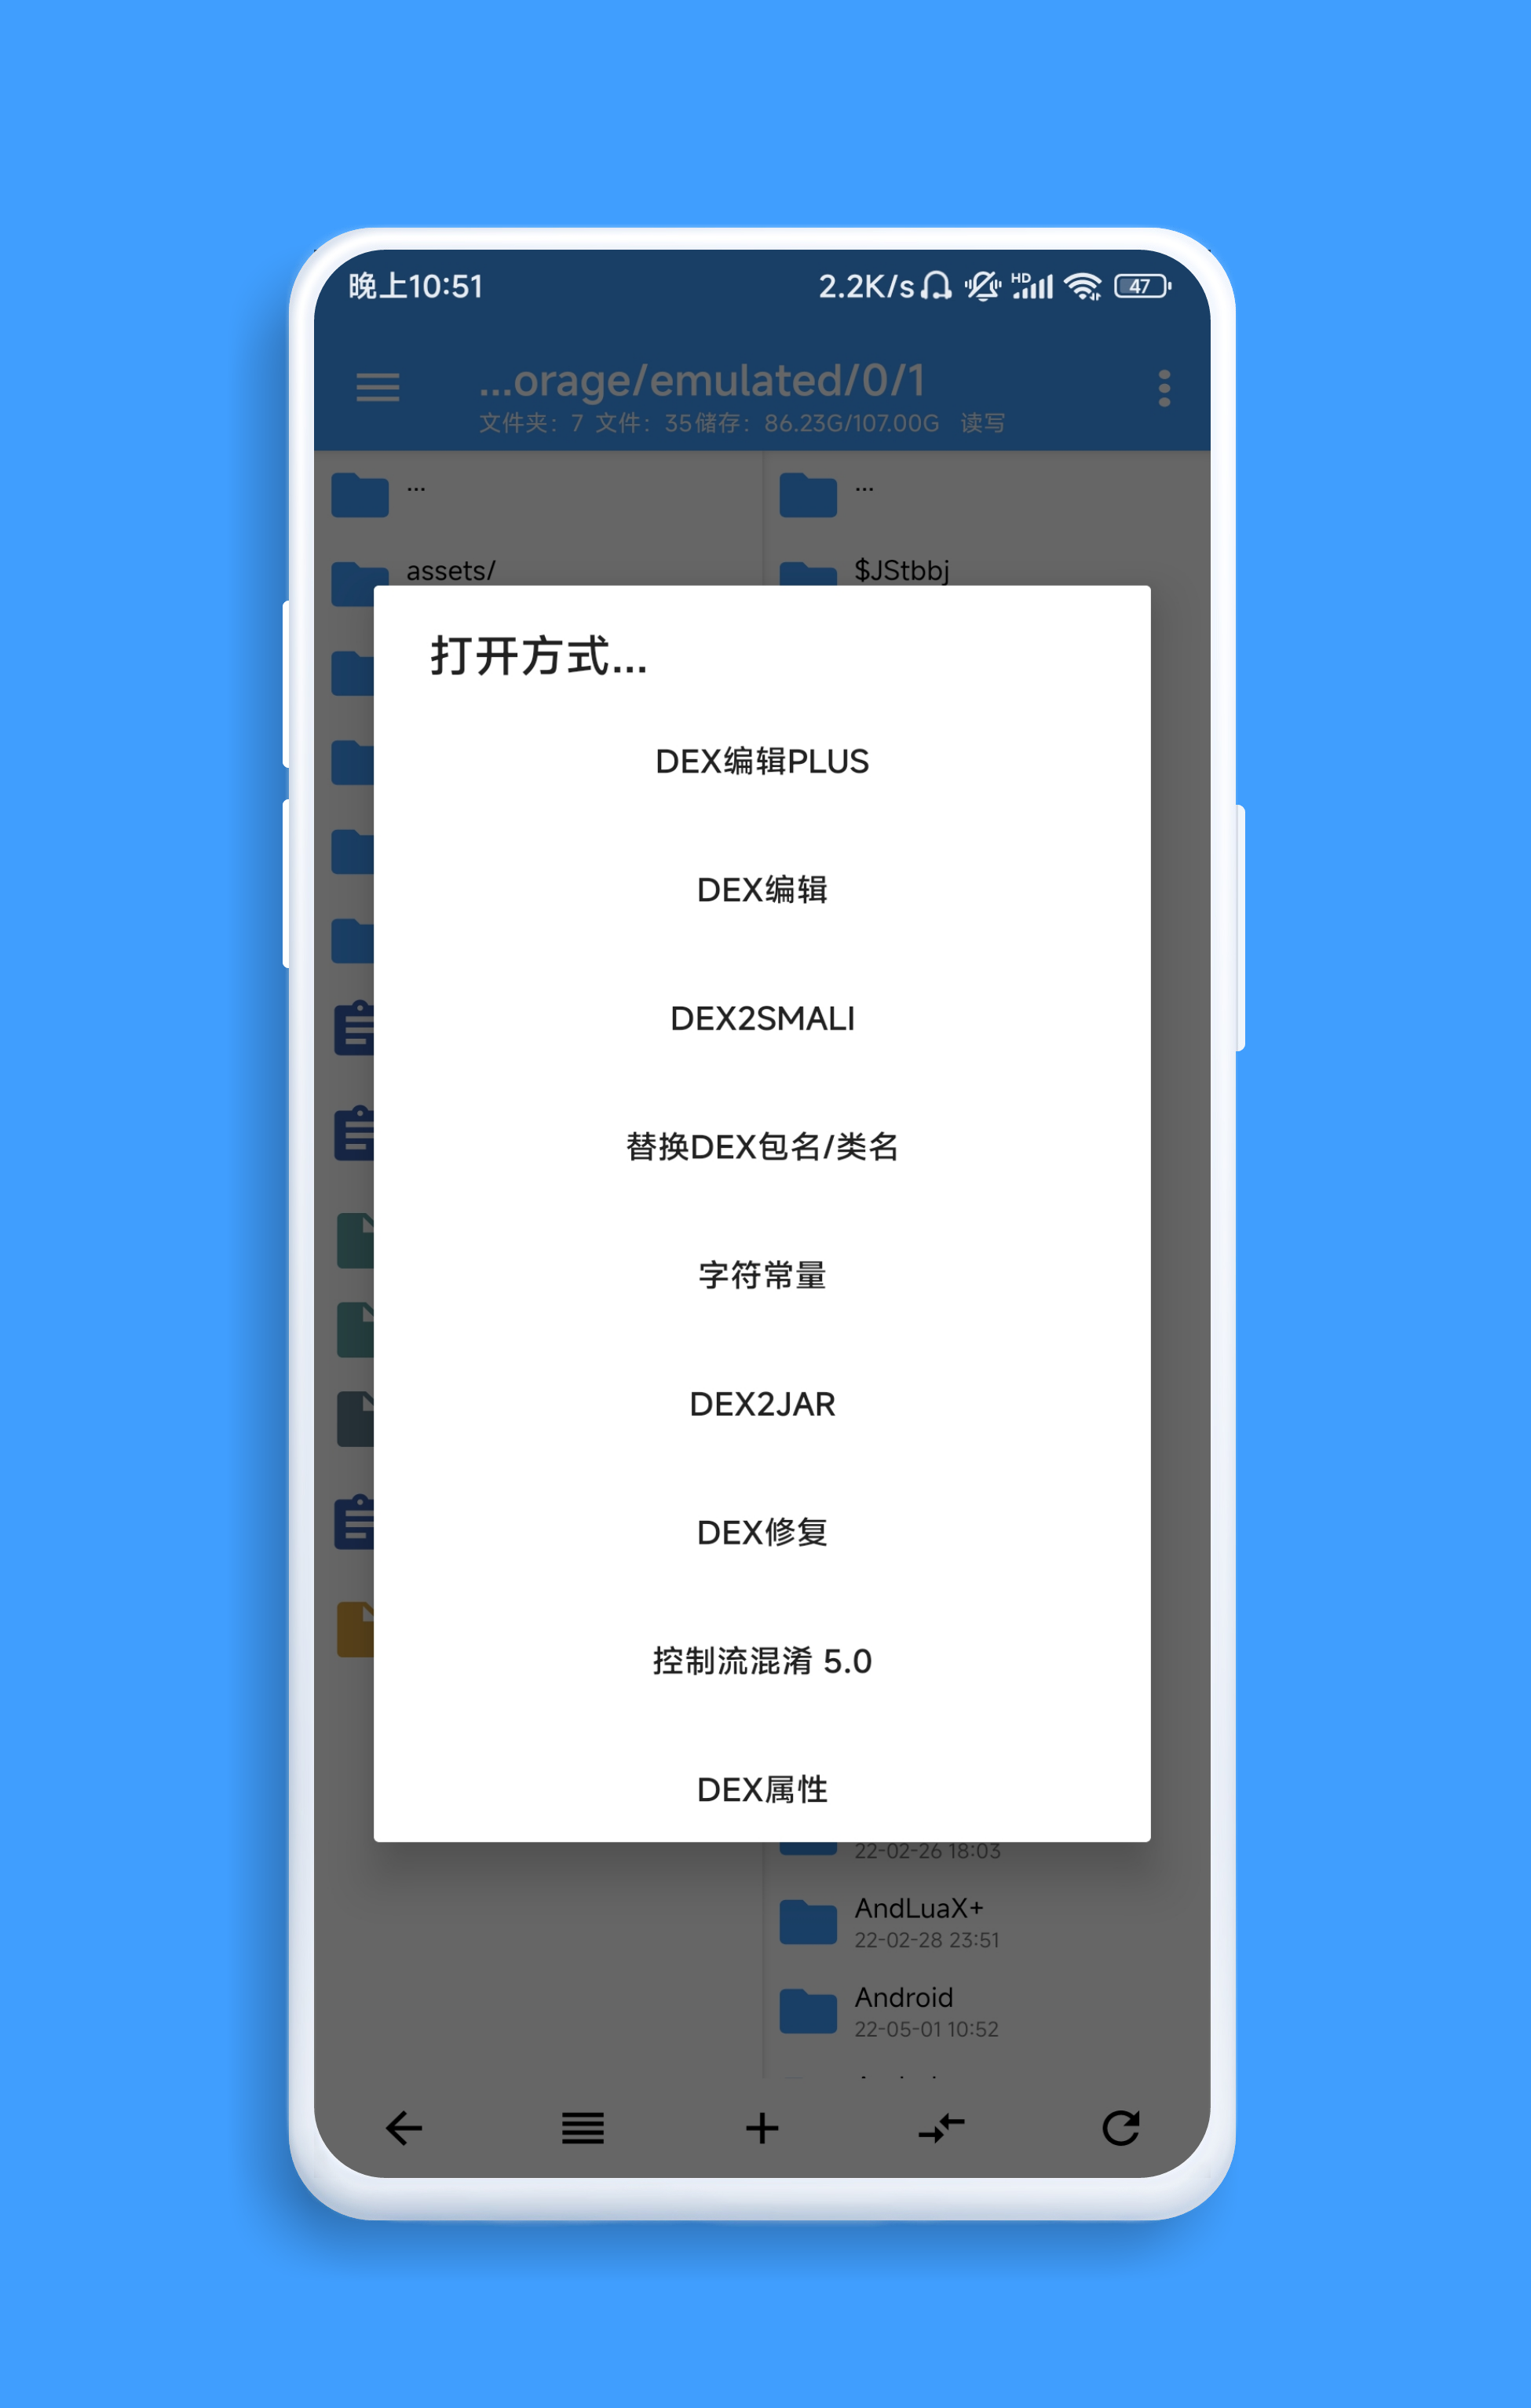 晚上10:51 2.2K/s HD 47
...orage/emulated/0/1
文件夹：7 文件：35储存：86.23G/107.00G 读写
... ...
assets/ $JStbbj
打开方式...
DEX编辑PLUS
DEX编辑
DEX2SMALI
替换DEX包名/类名
字符常量
DEX2JAR
DEX修复
控制流混淆 5.0
DEX属性
22-02-26 18:03
AndLuaX+
22-02-28 23:51
Android
22-05-01 10:52